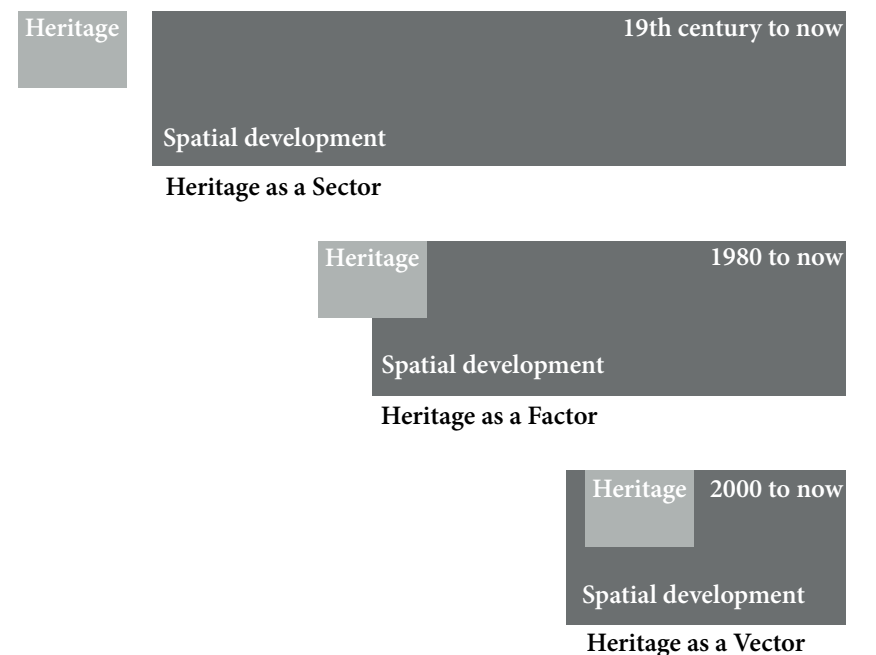 Heritage
19th century to now
Spatial development
Heritage as a Sector
Heritage
1980 to now
Spatial development
Heritage as a Factor
Heritage
2000 to now
Spatial development
Heritage as a Vector